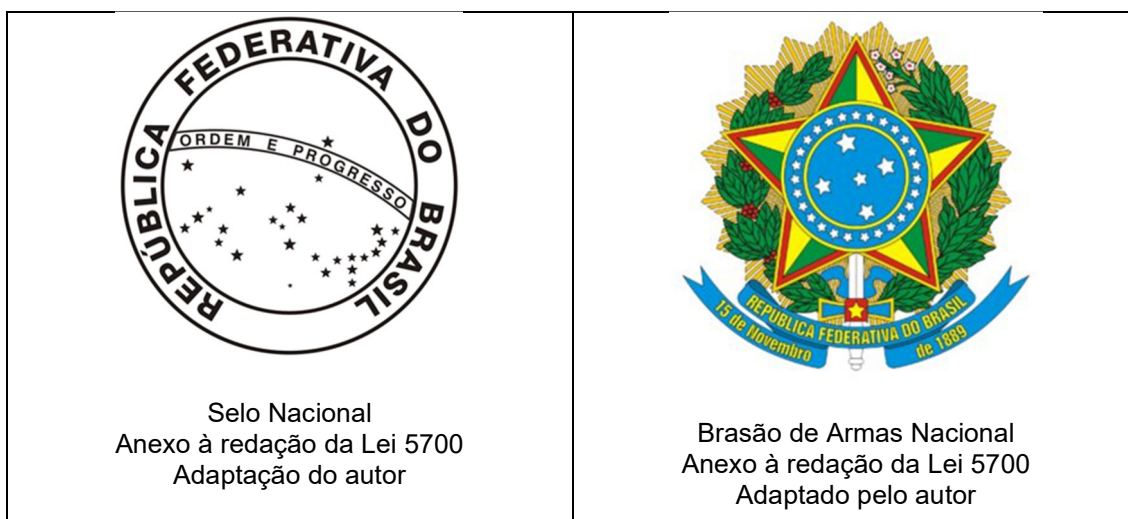 REPÚBLICA FEDERATIVA DO BRASIL
ORDEM E PROGRESSO
Selo Nacional
Anexo à redação da Lei 5700
Adaptação do autor
REPÚBLICA FEDERATIVA DO BRASIL
15 de Novembro
de 1889
Brasão de Armas Nacional
Anexo à redação da Lei 5700
Adaptado pelo autor